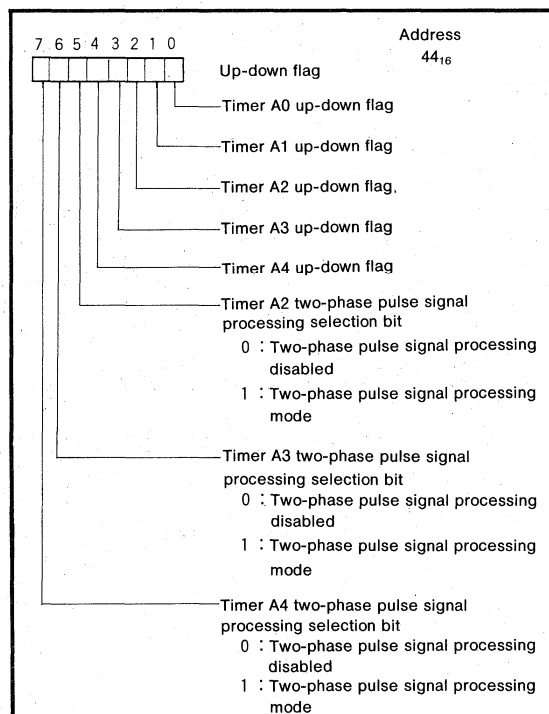 Address
7 6 5 4 3 2 1 0
44₁₆
Up-down flag
Timer A0 up-down flag
Timer A1 up-down flag
Timer A2 up-down flag.
Timer A3 up-down flag
Timer A4 up-down flag
Timer A2 two-phase pulse signal
processing selection bit
0 : Two-phase pulse signal processing
disabled
1 : Two-phase pulse signal processing
mode
Timer A3 two-phase pulse signal
processing selection bit
0 : Two-phase pulse signal processing
disabled
1 : Two-phase pulse signal processing
mode
Timer A4 two-phase pulse signal
processing selection bit
0 : Two-phase pulse signal processing
disabled
1 : Two-phase pulse signal processing
mode